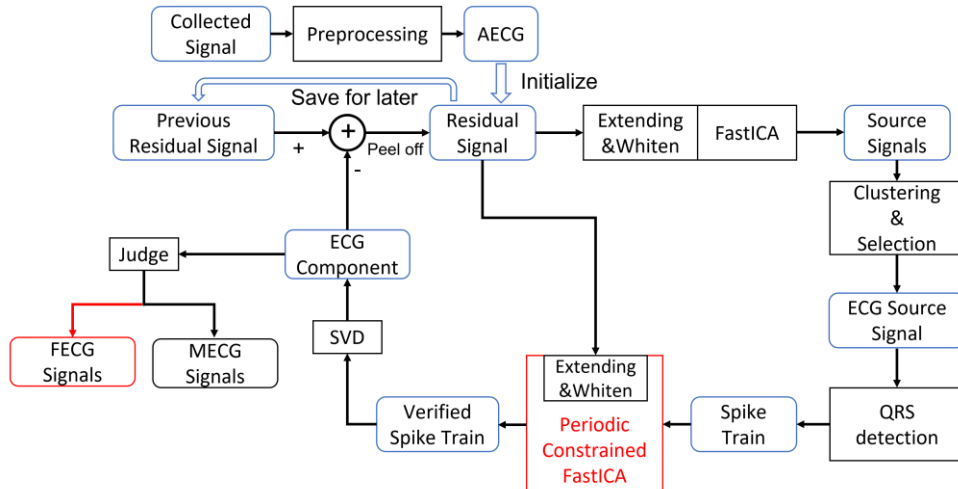 Collected
Signal
Preprocessing
AECG
Initialize
Save for later
Previous
Residual Signal
+
+
-
Peel off
Residual
Signal
Extending
&Whiten
FastICA
Source
Signals
Clustering
&
Selection
ECG Source
Signal
QRS
detection
Spike
Train
Extending
&Whiten
Periodic
Constrained
FastICA
Verified
Spike Train
SVD
ECG
Component
Judge
FECG
Signals
MECG
Signals